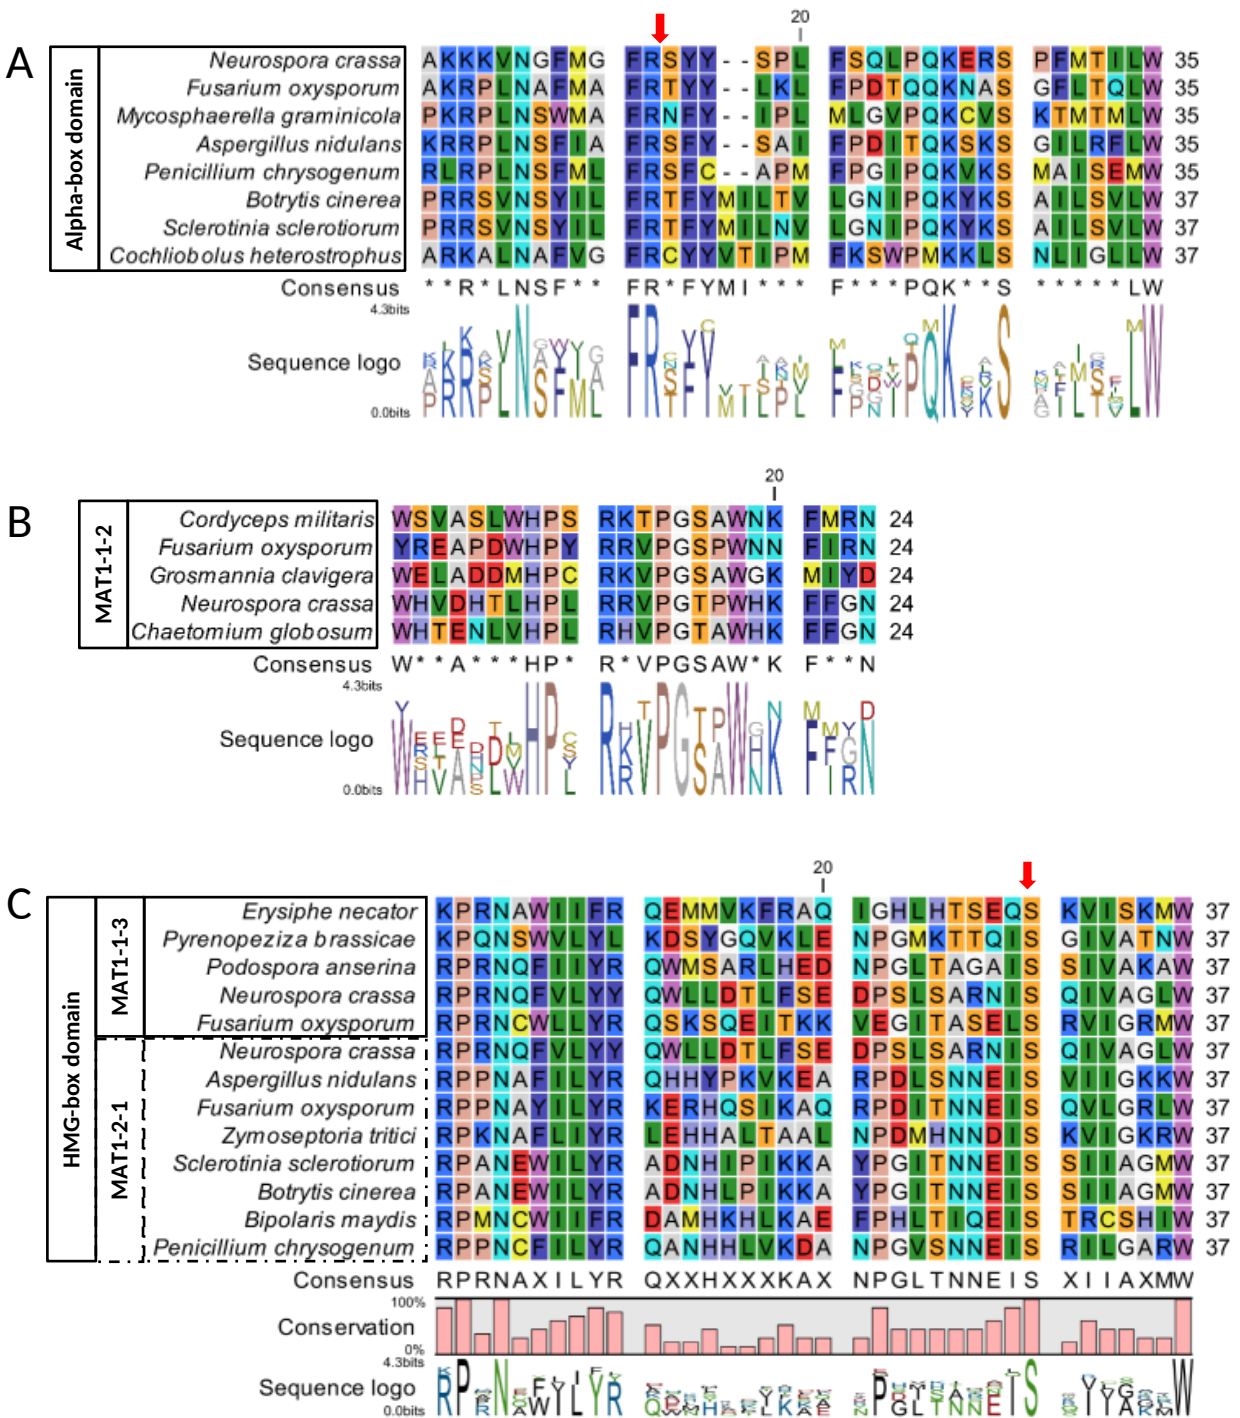 20
A
Alpha-box domain
Neurospora crassa AKKKVNGFMG FRSYY--SPL FSQLPQKERS PFMTILW 35
Fusarium oxysporum AKRPLNAFMA FRTYY--LKL FPDTQQKNAS GFLTQLW 35
Mycosphaerella graminicola PKRPLNSWMA FRNFY--IPL MLGVPQKCVS KTMTMLW 35
Aspergillus nidulans KRRPLNSFIA FRSFY--SAI FPDITQKSKS GILRFLW 35
Penicillium chrysogenum RLRPLNSFML FRSFC--APM FPGIPQKVKS MAISEMW 35
Botrytis cinerea PRRSVNSYIL FRTFYMILTV LGNIPQKYKS AILSVLW 37
Sclerotinia sclerotiorum PRRSVNSYIL FRTFYMILNV LGNIPQKYKS AILSVLW 37
Cochliobolus heterostrophus ARKALNAFVG FRCYYVTIPM FKSWPMKKLS NLIGLLW 37
Consensus **R*LNSF** FR*FYMI*** F***PQK**S *****LW
4.3bits
Sequence logo
0.0bits
20
B
MAT1-1-2
Cordyceps militaris WSVASLWHPS RKTPGSAWNK FMRN 24
Fusarium oxysporum YREAPDWHPY RRVPGSPWNN FIRN 24
Grosmannia clavigera WELADDMHPC RKVPGSAWGK MIYD 24
Neurospora crassa WHVDHTLHPL RRVPGTPWHK FFGN 24
Chaetomium globosum WHTENLVHPL RHVPGTAWHK FFGN 24
Consensus W**A***HP* R*VPGSAW*K F**N
4.3bits
Sequence logo
0.0bits
20
C
HMG-box domain
MAT1-1-3
Erysiphe necator KPRNAWIIFR QEMMVKFRAQ IGHLHTSEQS KVISKMW 37
Pyrenopeziza brassicae KPQNSWVLYL KDSYGQVKLE NPGMKTTQIS GIVATNW 37
Podospora anserina RPRNQFIIYR QWMSARLHED NPGLTAGAIS SIVAKAW 37
Neurospora crassa RPRNQFVLYY QWLLDTLFSE DPSLSARNIS QIVAGLW 37
Fusarium oxysporum RPRNCWLLYR QSKSQEITKK VEGITASELS RVIGRMW 37
MAT1-2-1
Neurospora crassa RPRNQFVLYY QWLLDTLFSE DPSLSARNIS QIVAGLW 37
Aspergillus nidulans RPPNAFILYR QHHYPKVKEA RPDLSNNEIS VIIGKKW 37
Fusarium oxysporum RPPNAYILYR KERHQSIKAQ RPDITNNEIS QVLGRLW 37
Zymoseptoria tritici RPKNAFLIYR LEHHALTAAL NPDMHNNDIS KVIGKRW 37
Sclerotinia sclerotiorum RPANEWILYR ADNHIPIKKA YPGITNNEIS SIIAGMW 37
Botrytis cinerea RPANEWILYR ADNHLPIKKA YPGITNNEIS SIIAGMW 37
Bipolaris maydis RPMNCWIIFR DAMHKHLKAE FPHLTIQEIS TRCSHIW 37
Penicillium chrysogenum RPPNCFILYR QANHHLVKDA NPGVSNNEIS RILGARW 37
Consensus RPRNAXILYR QXXHXXXKAX NPGLTNNEIS XIIAXMW
100%
Conservation
0%
4.3bits
Sequence logo
0.0bits